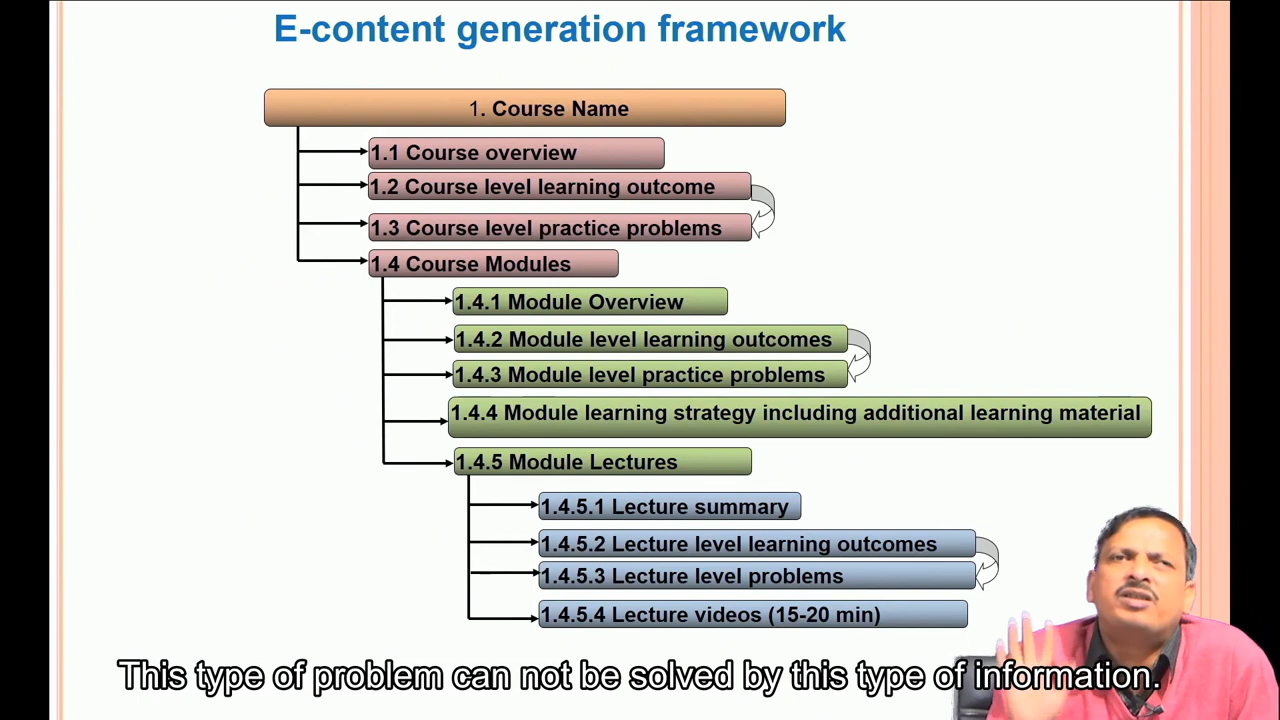 E-content generation framework
1. Course Name
1.1 Course overview
1.2 Course level learning outcome
1.3 Course level practice problems
1.4 Course Modules
1.4.1 Module Overview
1.4.2 Module level learning outcomes
1.4.3 Module level practice problems
1.4.4 Module learning strategy including additional learning material
1.4.5 Module Lectures
1.4.5.1 Lecture summary
1.4.5.2 Lecture level learning outcomes
1.4.5.3 Lecture level problems
1.4.5.4 Lecture videos (15-20 min)
This type of problem can not be solved by this type of information.